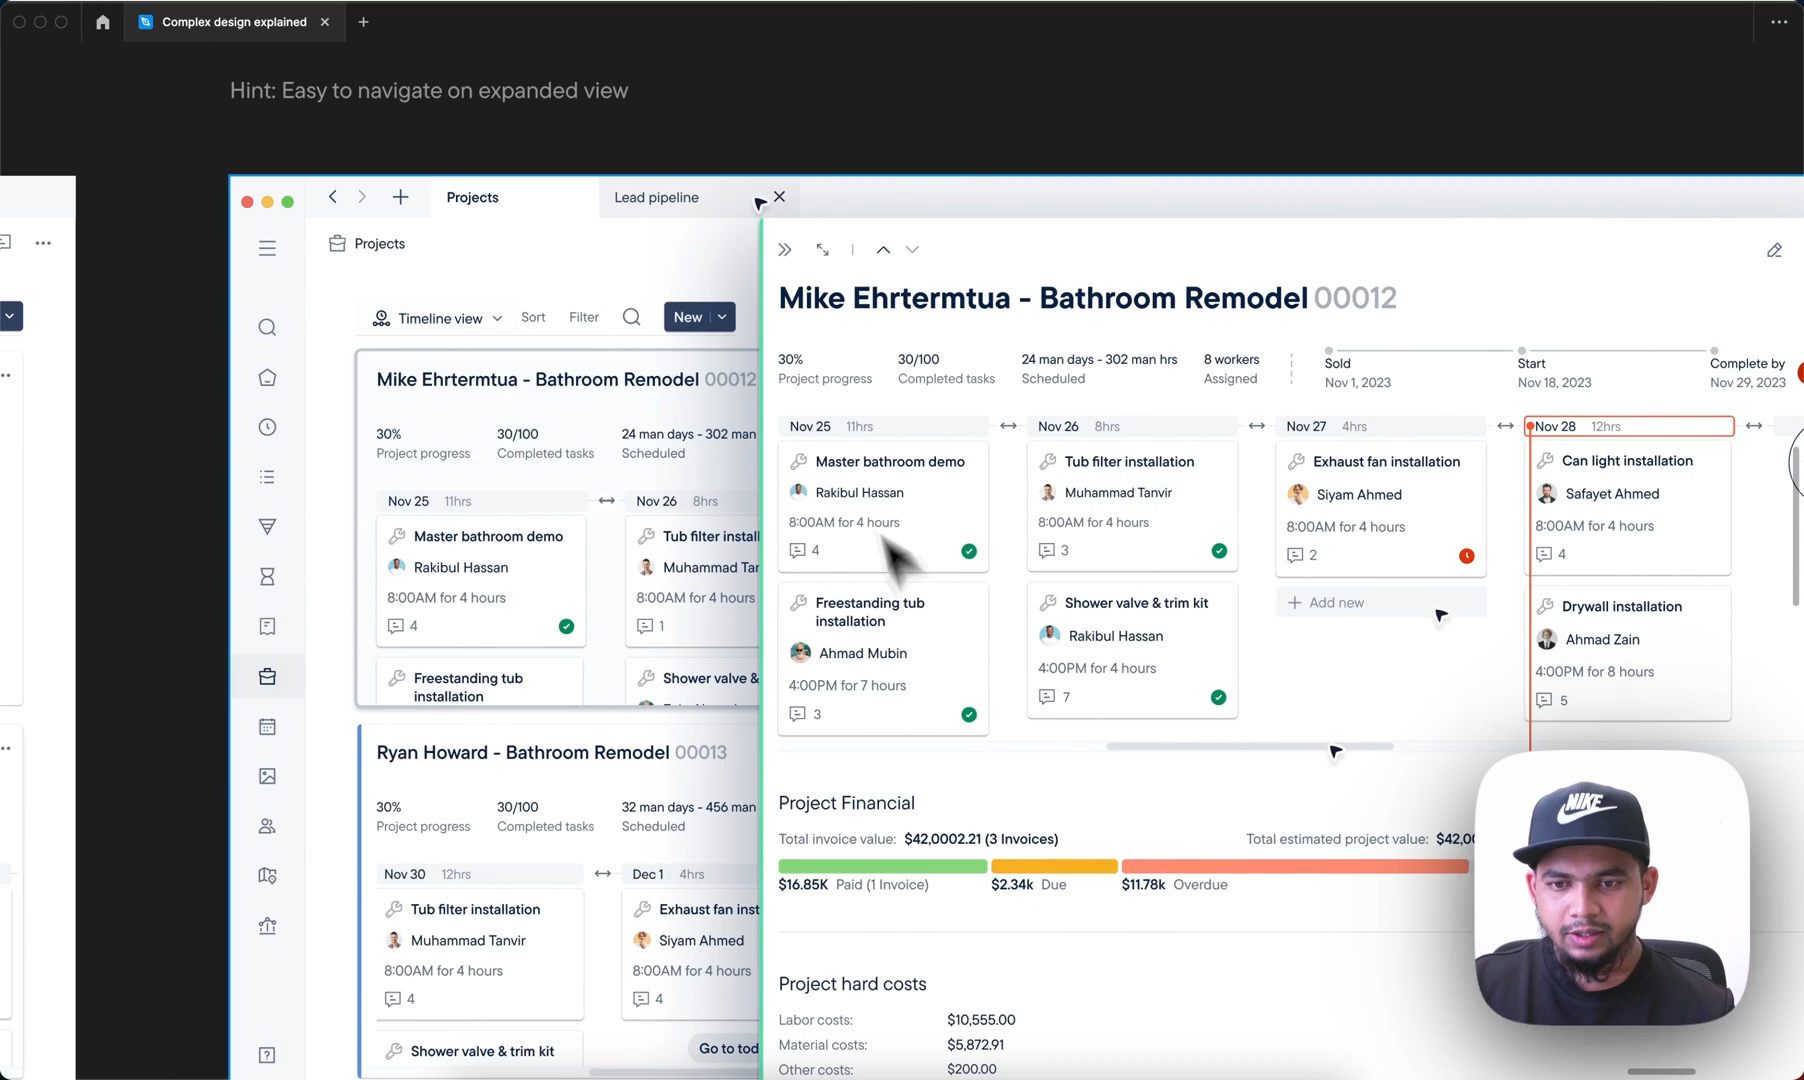 Complex design explained
Hint: Easy to navigate on expanded view
Projects
Lead pipeline
Projects
Timeline view
Sort
Filter
New
Mike Ehrtermtua - Bathroom Remodel 00012
30%
Project progress
30/100
Completed tasks
24 man days - 302 man
Scheduled
Nov 25 11hrs
Nov 26 8hrs
Master bathroom demo
Rakibul Hassan
8:00AM for 4 hours
4
Tub filter install
Muhammad Tan
8:00AM for 4 hours
1
Freestanding tub
installation
Shower valve &
Ryan Howard - Bathroom Remodel 00013
30%
Project progress
30/100
Completed tasks
32 man days - 456 man
Scheduled
Nov 30 12hrs
Dec 1 4hrs
Tub filter installation
Muhammad Tanvir
8:00AM for 4 hours
4
Exhaust fan inst
Siyam Ahmed
8:00AM for 4 hours
4
Shower valve & trim kit
Go to tod
Mike Ehrtermtua - Bathroom Remodel 00012
30%
Project progress
30/100
Completed tasks
24 man days - 302 man hrs
Scheduled
8 workers
Assigned
Sold
Nov 1, 2023
Start
Nov 18, 2023
Complete by
Nov 29, 2023
Nov 25 11hrs
Nov 26 8hrs
Nov 27 4hrs
Nov 28 12hrs
Master bathroom demo
Rakibul Hassan
8:00AM for 4 hours
4
Tub filter installation
Muhammad Tanvir
8:00AM for 4 hours
3
Exhaust fan installation
Siyam Ahmed
8:00AM for 4 hours
2
Can light installation
Safayet Ahmed
8:00AM for 4 hours
4
Freestanding tub
installation
Ahmad Mubin
4:00PM for 7 hours
3
Shower valve & trim kit
Rakibul Hassan
4:00PM for 4 hours
7
Add new
Drywall installation
Ahmad Zain
4:00PM for 8 hours
5
Project Financial
Total invoice value: $42,0002.21 (3 Invoices)
Total estimated project value: $42,00
$16.85K Paid (1 Invoice)
$2.34k Due
$11.78k Overdue
Project hard costs
Labor costs: $10,555.00
Material costs: $5,872.91
Other costs: $200.00
NIKE